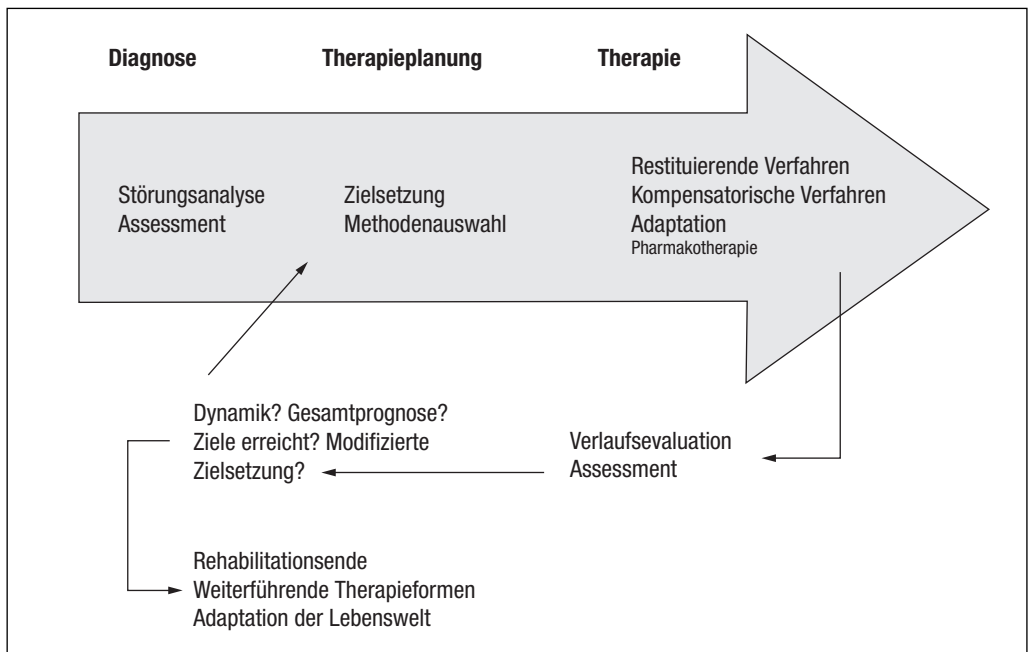 Diagnose
Therapieplanung
Therapie
Störungsanalyse
Assessment
Zielsetzung
Methodenauswahl
Restituierende Verfahren
Kompensatorische Verfahren
Adaptation
Pharmakotherapie
Dynamik? Gesamtprognose?
Ziele erreicht? Modifizierte
Zielsetzung?
Verlaufsevaluation
Assessment
Rehabilitationsende
Weiterführende Therapieformen
Adaptation der Lebenswelt